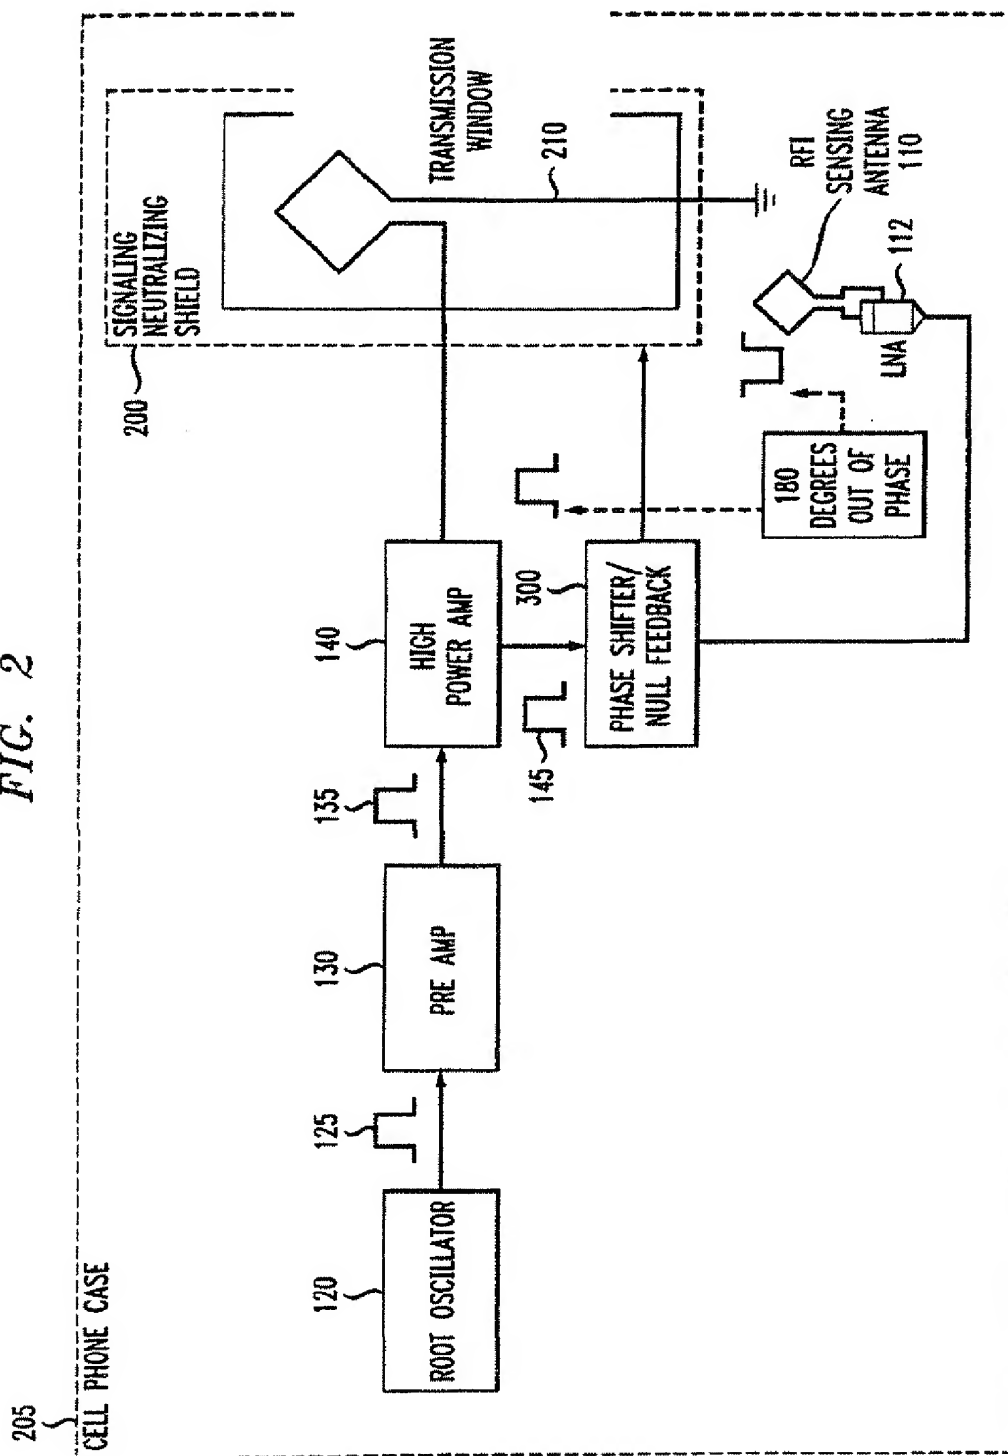 FIG. 2
205
CELL PHONE CASE
200
SIGNALING
NEUTRALIZING
SHIELD
TRANSMISSION
WINDOW
210
120
ROOT OSCILLATOR
125
130
PRE AMP
135
140
HIGH
POWER AMP
145
300
PHASE SHIFTER/
NULL FEEDBACK
180
DEGREES
OUT OF
PHASE
RFI
SENSING
ANTENNA
110
112
LNA